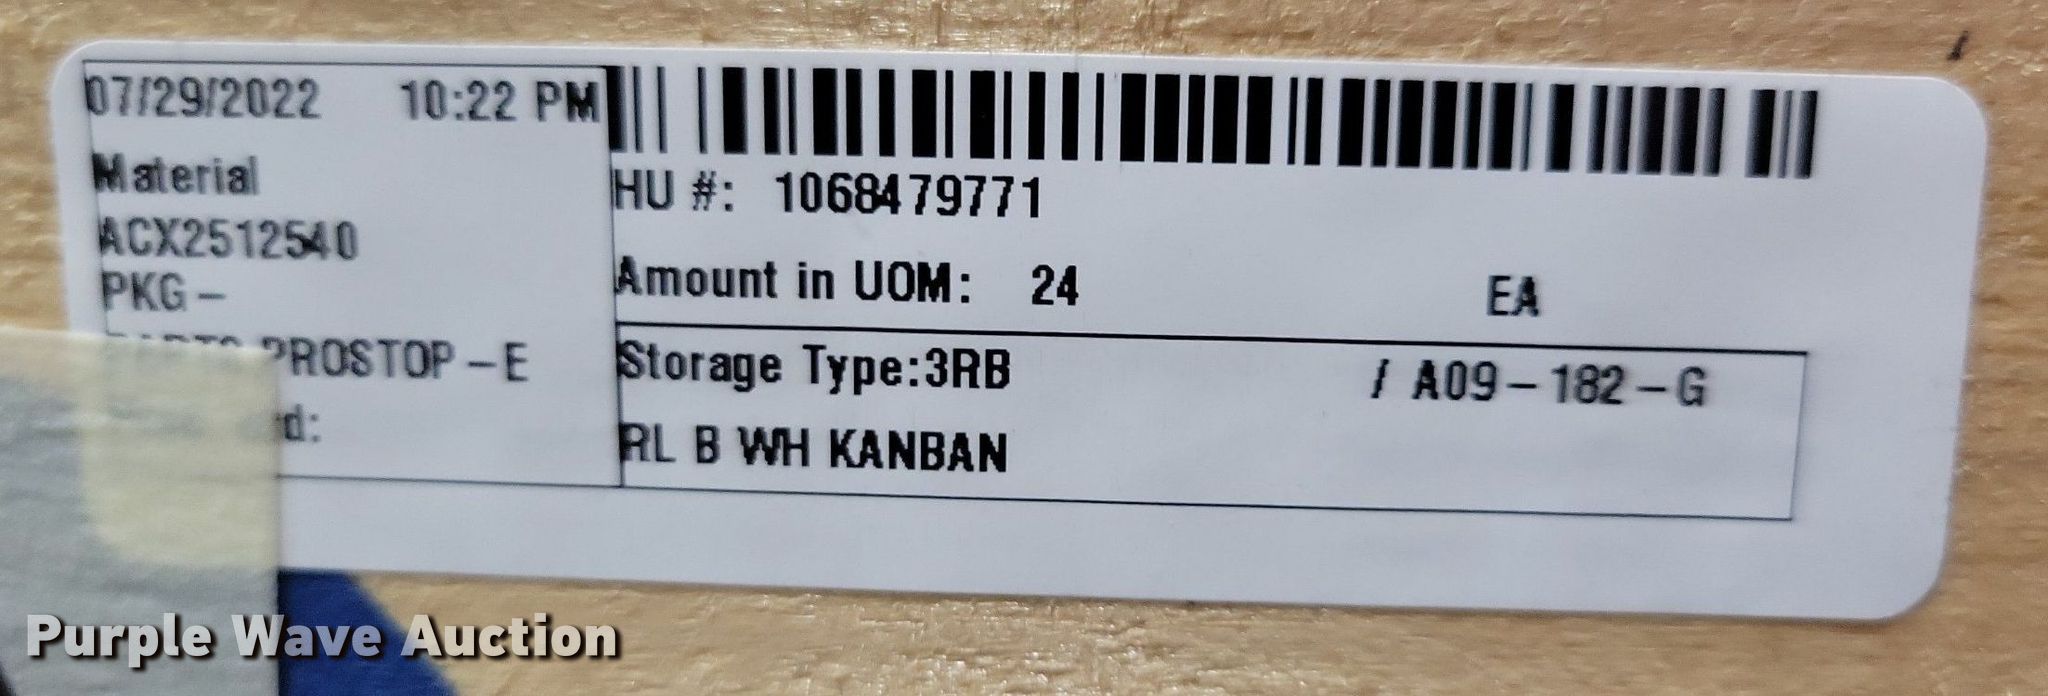 07/29/2022 10:22 PM
Material
ACX2512540
PKG-
PROSTOP-E
d:
HU #: 1068479771
Amount in UOM: 24 EA
Storage Type:3RB / A09-182-G
RL B WH KANBAN
Purple Wave Auction